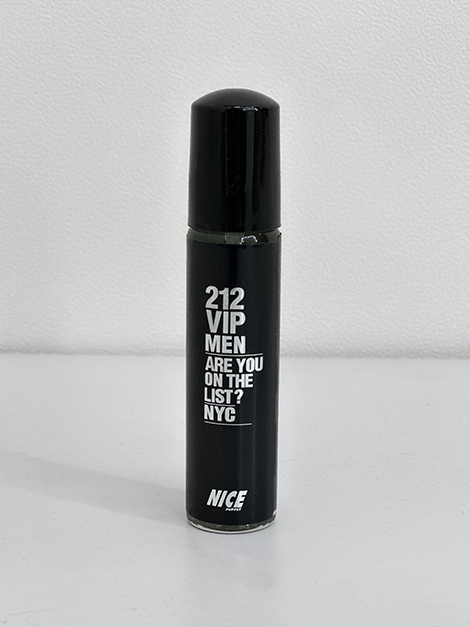 212
VIP
MEN
ARE YOU
ON THE
LIST?
NYC
NICE